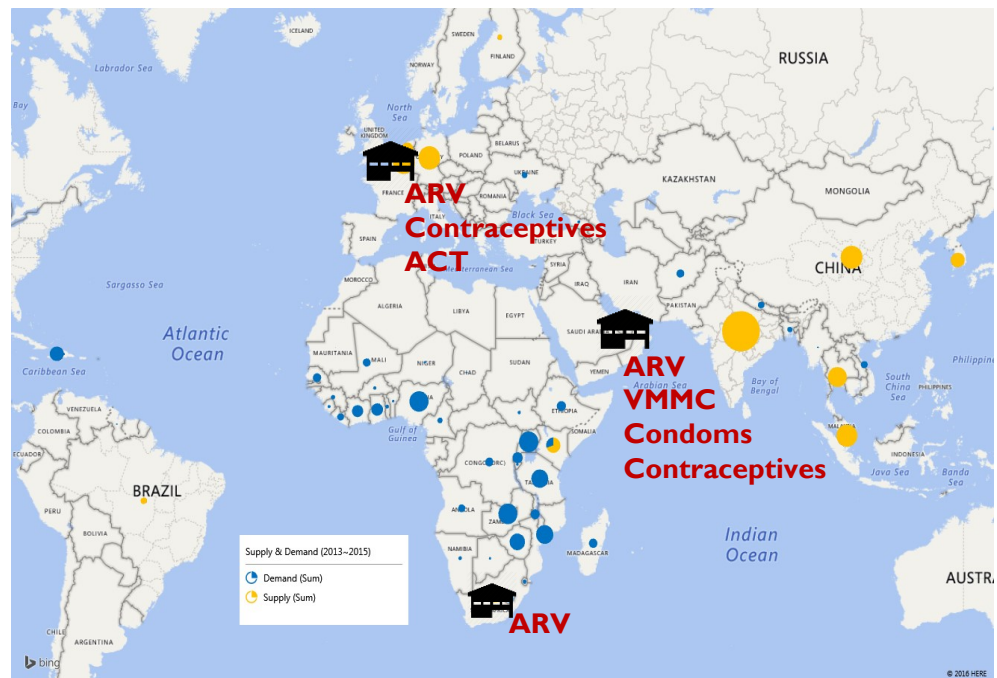 ICELAND
SWEDEN
FINLAND
NORWAY
RUSSIA
Labrador Sea
Bay
North
Sea
UNITED
KINGDOM
BELARUS
POLAND
UKRAINE
KAZAKHSTAN
MONGOLIA
FRANCE
ROMANIA
ARV
Contraceptives
ACT
ITALY
Black Sea
SPAIN
TURKEY
Mediterranean Sea
SYRIA
IRAQ
IRAN
CHINA
Sargasso Sea
MOROCCO
ALGERIA
LIBYA
EGYPT
PAKISTAN
Atlantic
Ocean
SAUDI ARAB
MAURITANIA
MALI
NIGER
CHAD
SUDAN
YEMEN
Arabian Sea
ARV
VMMC
Condoms
Contraceptives
Bay of
Bengal
South
China
Sea
Philippin
PHILIPPINES
Caribbean Sea
VENEZUELA
COLOMBIA
ECUADOR
Gulf of
Guinea
ETHIOPIA
SOMALIA
CONGO (DRC)
MALAYSIA
INDONESIA
Java Sea
Banda
Sea
BRAZIL
PERU
BOLIVIA
ANGOLA
NAMIBIA
MADAGASCAR
Indian
Ocean
AUSTRA
CHILE
ARGENTINA
ARV
Supply & Demand (2013~2015)
Demand (Sum)
Supply (Sum)
bing
© 2016 HERE